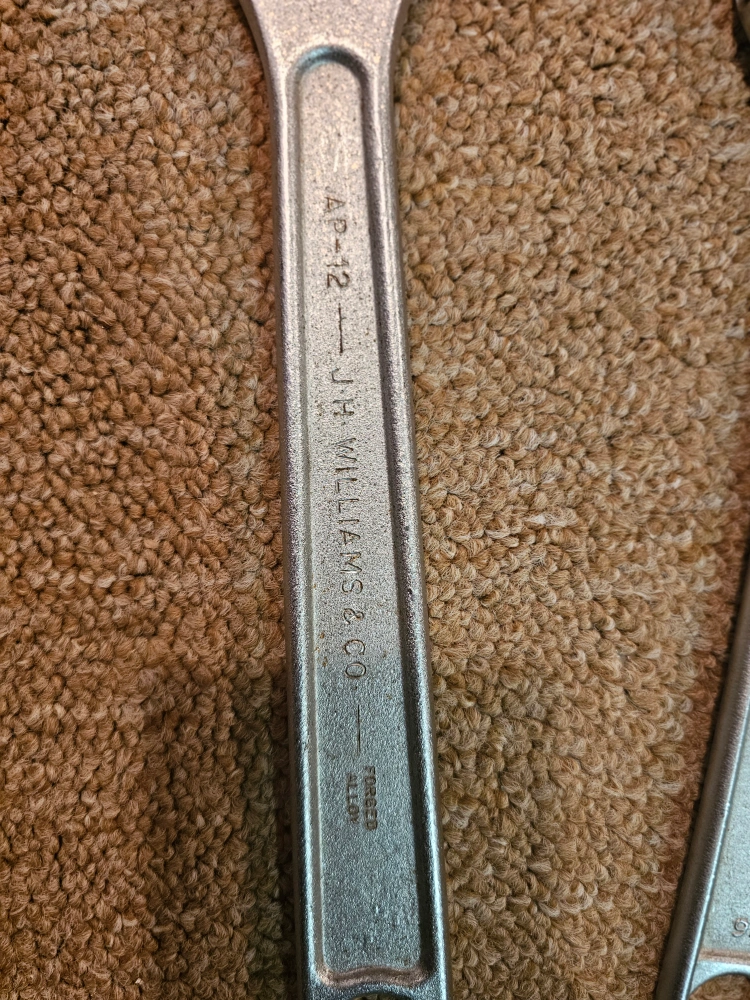 AP-12 — J.H. WILLIAMS & CO. —
FORGED
ALLOY